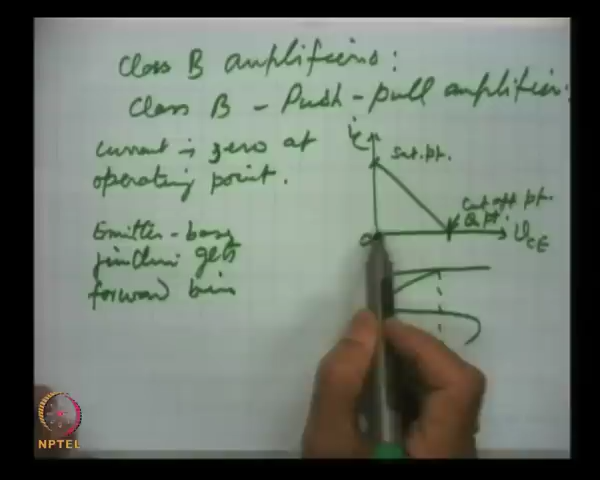 Class B amplifiers:
Class B - Push-pull amplifier:
current is zero at
operating point.
Emitter-base
junction gets
forward bias
ic
Sat. pt.
Cut off pt.
Q pt.
VCE
NPTEL